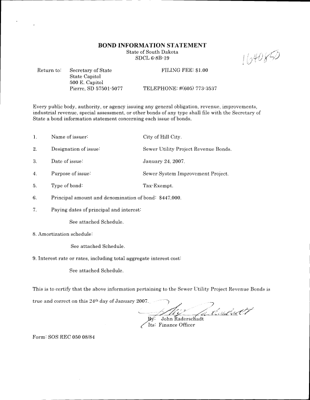 BOND INFORMATION STATEMENT
State of South Dakota
SDCL 6-8B-19
Return to: Secretary of State FILING FEE: $1.00
State Capitol
500 E. Capitol
Pierre, SD 57501-5077 TELEPHONE: #(605) 773-3537
Every public body, authority, or agency issuing any general obligation, revenue, improvements,
industrial revenue, special assessment, or other bonds of any type shall file with the Secretary of
State a bond information statement concerning each issue of bonds.
1. Name of issuer: City of Hill City.
2. Designation of issue: Sewer Utility Project Revenue Bonds.
3. Date of issue: January 24, 2007.
4. Purpose of issue: Sewer System Improvement Project.
5. Type of bond: Tax-Exempt.
6. Principal amount and denomination of bond: $447,000.
7. Paying dates of principal and interest:
See attached Schedule.
8. Amortization schedule:
See attached Schedule.
9. Interest rate or rates, including total aggregate interest cost:
See attached Schedule.
This is to certify that the above information pertaining to the Sewer Utility Project Revenue Bonds is
true and correct on this 24th day of January 2007.
By: John Raderschadt
Its: Finance Officer
Form: SOS REC 050 08/84